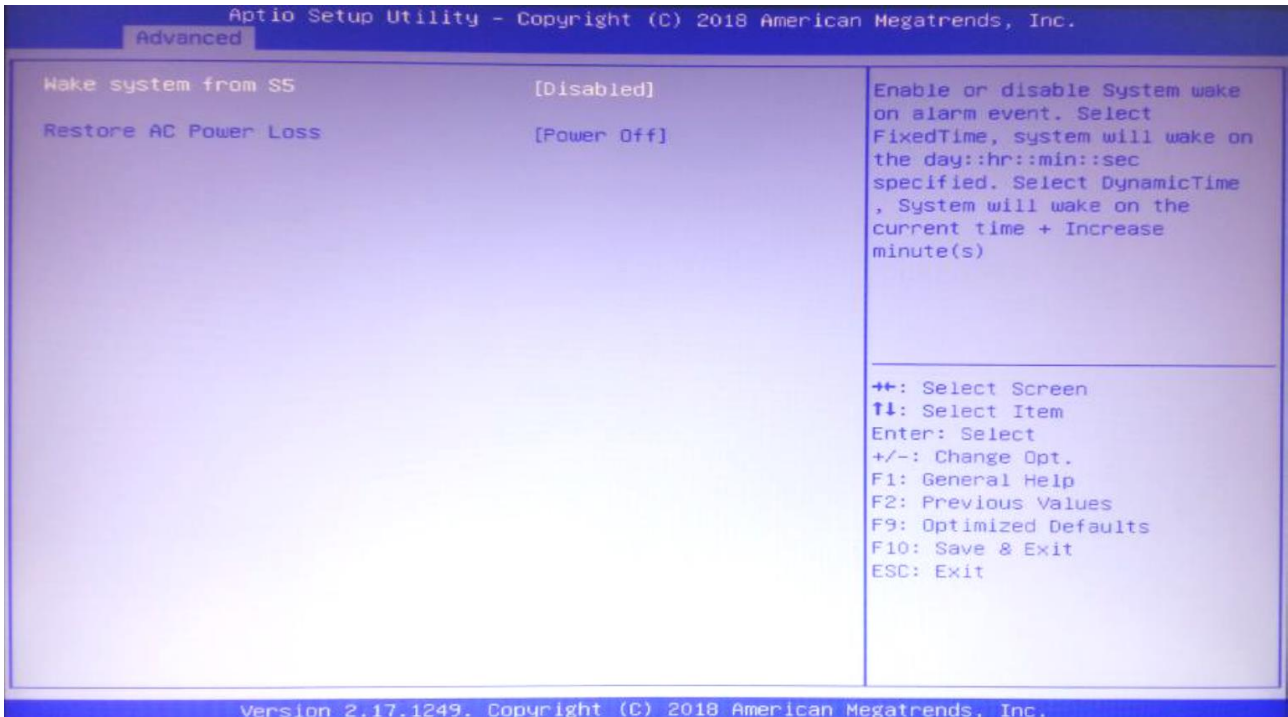 Aptio Setup Utility - Copyright (C) 2018 American Megatrends, Inc.
Advanced
Wake system from S5 [Disabled]
Restore AC Power Loss [Power Off]
Enable or disable System wake
on alarm event. Select
FixedTime, system will wake on
the day::hr::min::sec
specified. Select DynamicTime
, System will wake on the
current time + Increase
minute(s)
→←: Select Screen
↑↓: Select Item
Enter: Select
+/-: Change Opt.
F1: General Help
F2: Previous Values
F9: Optimized Defaults
F10: Save & Exit
ESC: Exit
Version 2.17.1249. Copyright (C) 2018 American Megatrends, Inc.